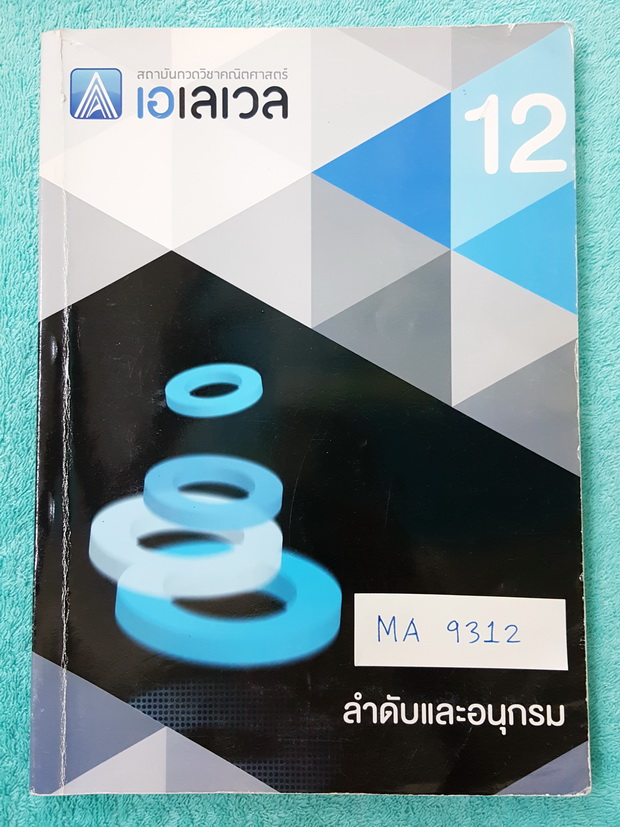 สถาบันกวดวิชาคณิตศาสตร์
เอเลเวล
12
MA 9312
ลำดับและอนุกรม